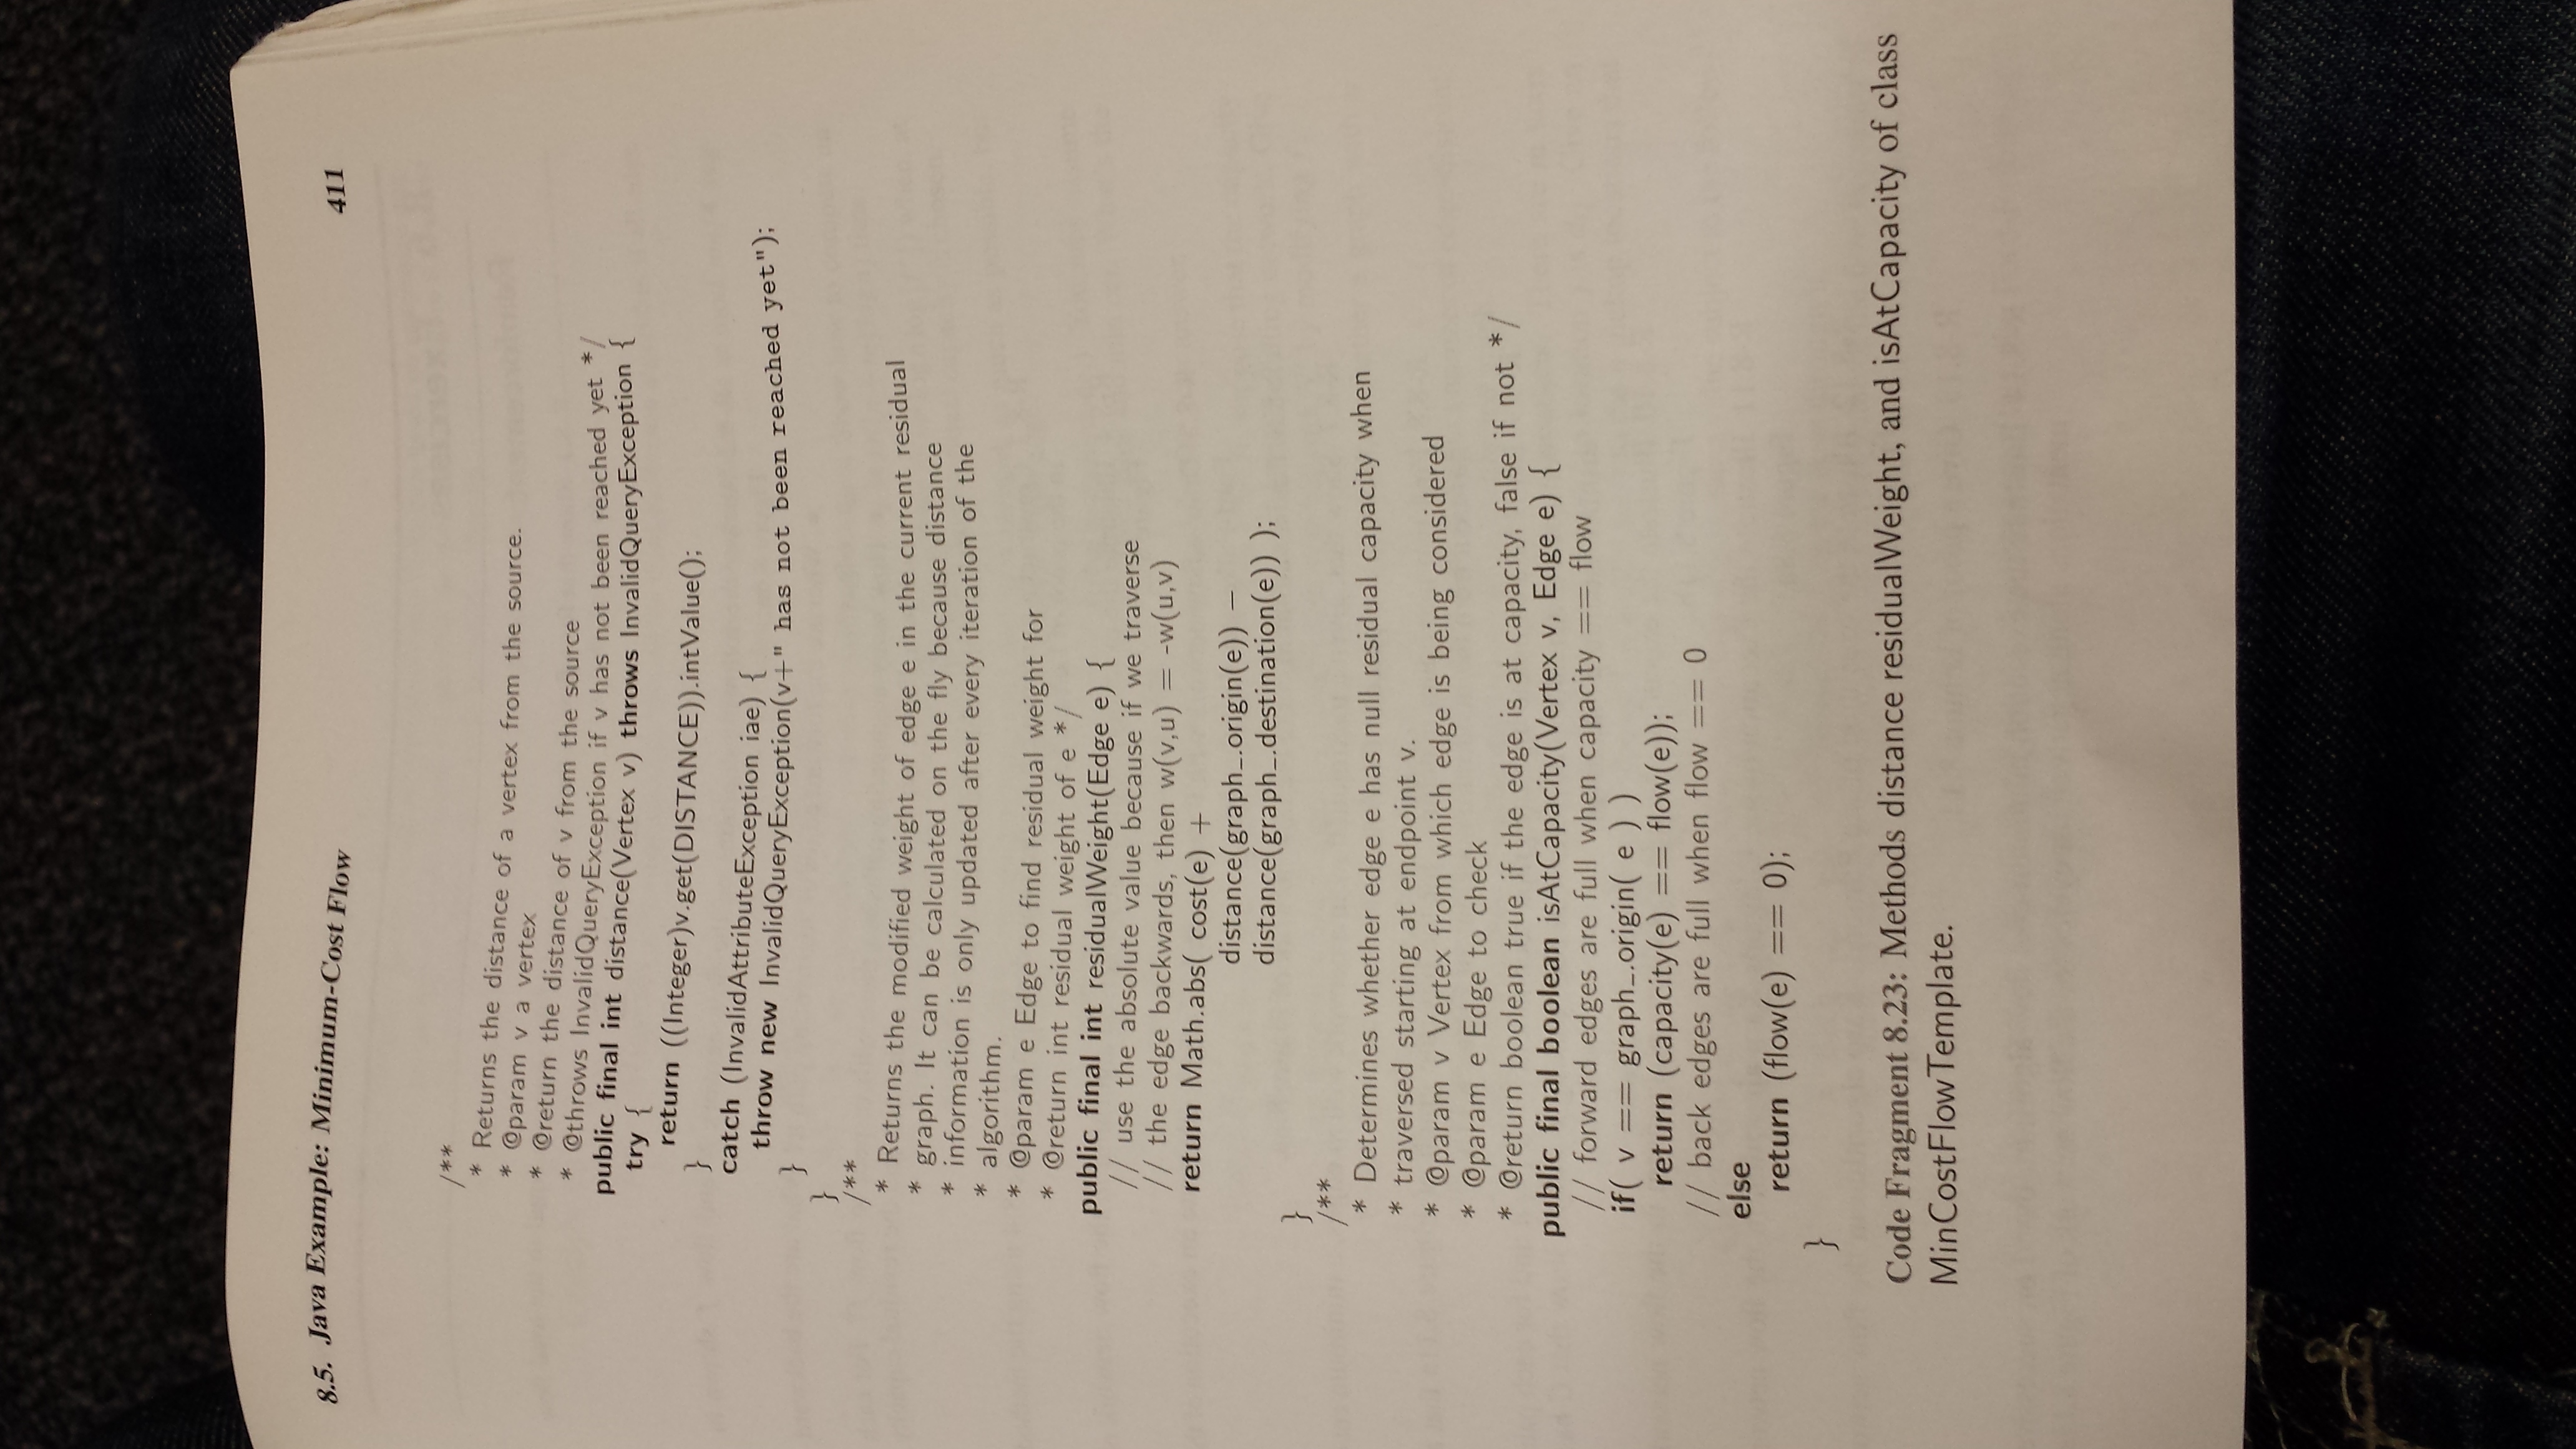 8.5. Java Example: Minimum-Cost Flow 411
/**
* Returns the distance of a vertex from the source.
* @param v a vertex
* @return the distance of v from the source
* @throws InvalidQueryException if v has not been reached yet */
public final int distance(Vertex v) throws InvalidQueryException {
try {
return ((Integer)v.get(DISTANCE)).intValue();
}
catch (InvalidAttributeException iae) {
throw new InvalidQueryException(v+" has not been reached yet");
}
}
/**
* Returns the modified weight of edge e in the current residual
* graph. It can be calculated on the fly because distance
* information is only updated after every iteration of the
* algorithm.
* @param e Edge to find residual weight for
* @return int residual weight of e */
public final int residualWeight(Edge e) {
// use the absolute value because if we traverse
// the edge backwards, then w(v,u) = -w(u,v)
return Math.abs( cost(e) +
distance(graph_.origin(e)) −
distance(graph_.destination(e)) );
}
/**
* Determines whether edge e has null residual capacity when
* traversed starting at endpoint v.
* @param v Vertex from which edge is being considered
* @param e Edge to check
* @return boolean true if the edge is at capacity, false if not */
public final boolean isAtCapacity(Vertex v, Edge e) {
// forward edges are full when capacity == flow
if( v == graph_.origin( e ) )
return (capacity(e) == flow(e));
// back edges are full when flow == 0
else
return (flow(e) == 0);
}
Code Fragment 8.23: Methods distance residualWeight, and isAtCapacity of class
MinCostFlowTemplate.